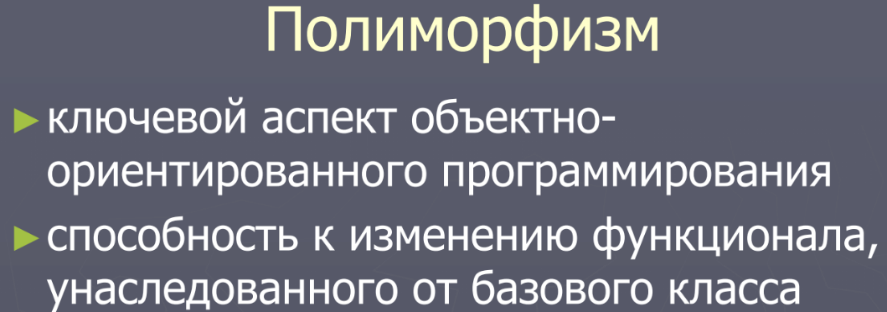 Полиморфизм
►ключевой аспект объектно-
ориентированного программирования
►способность к изменению функционала,
унаследованного от базового класса